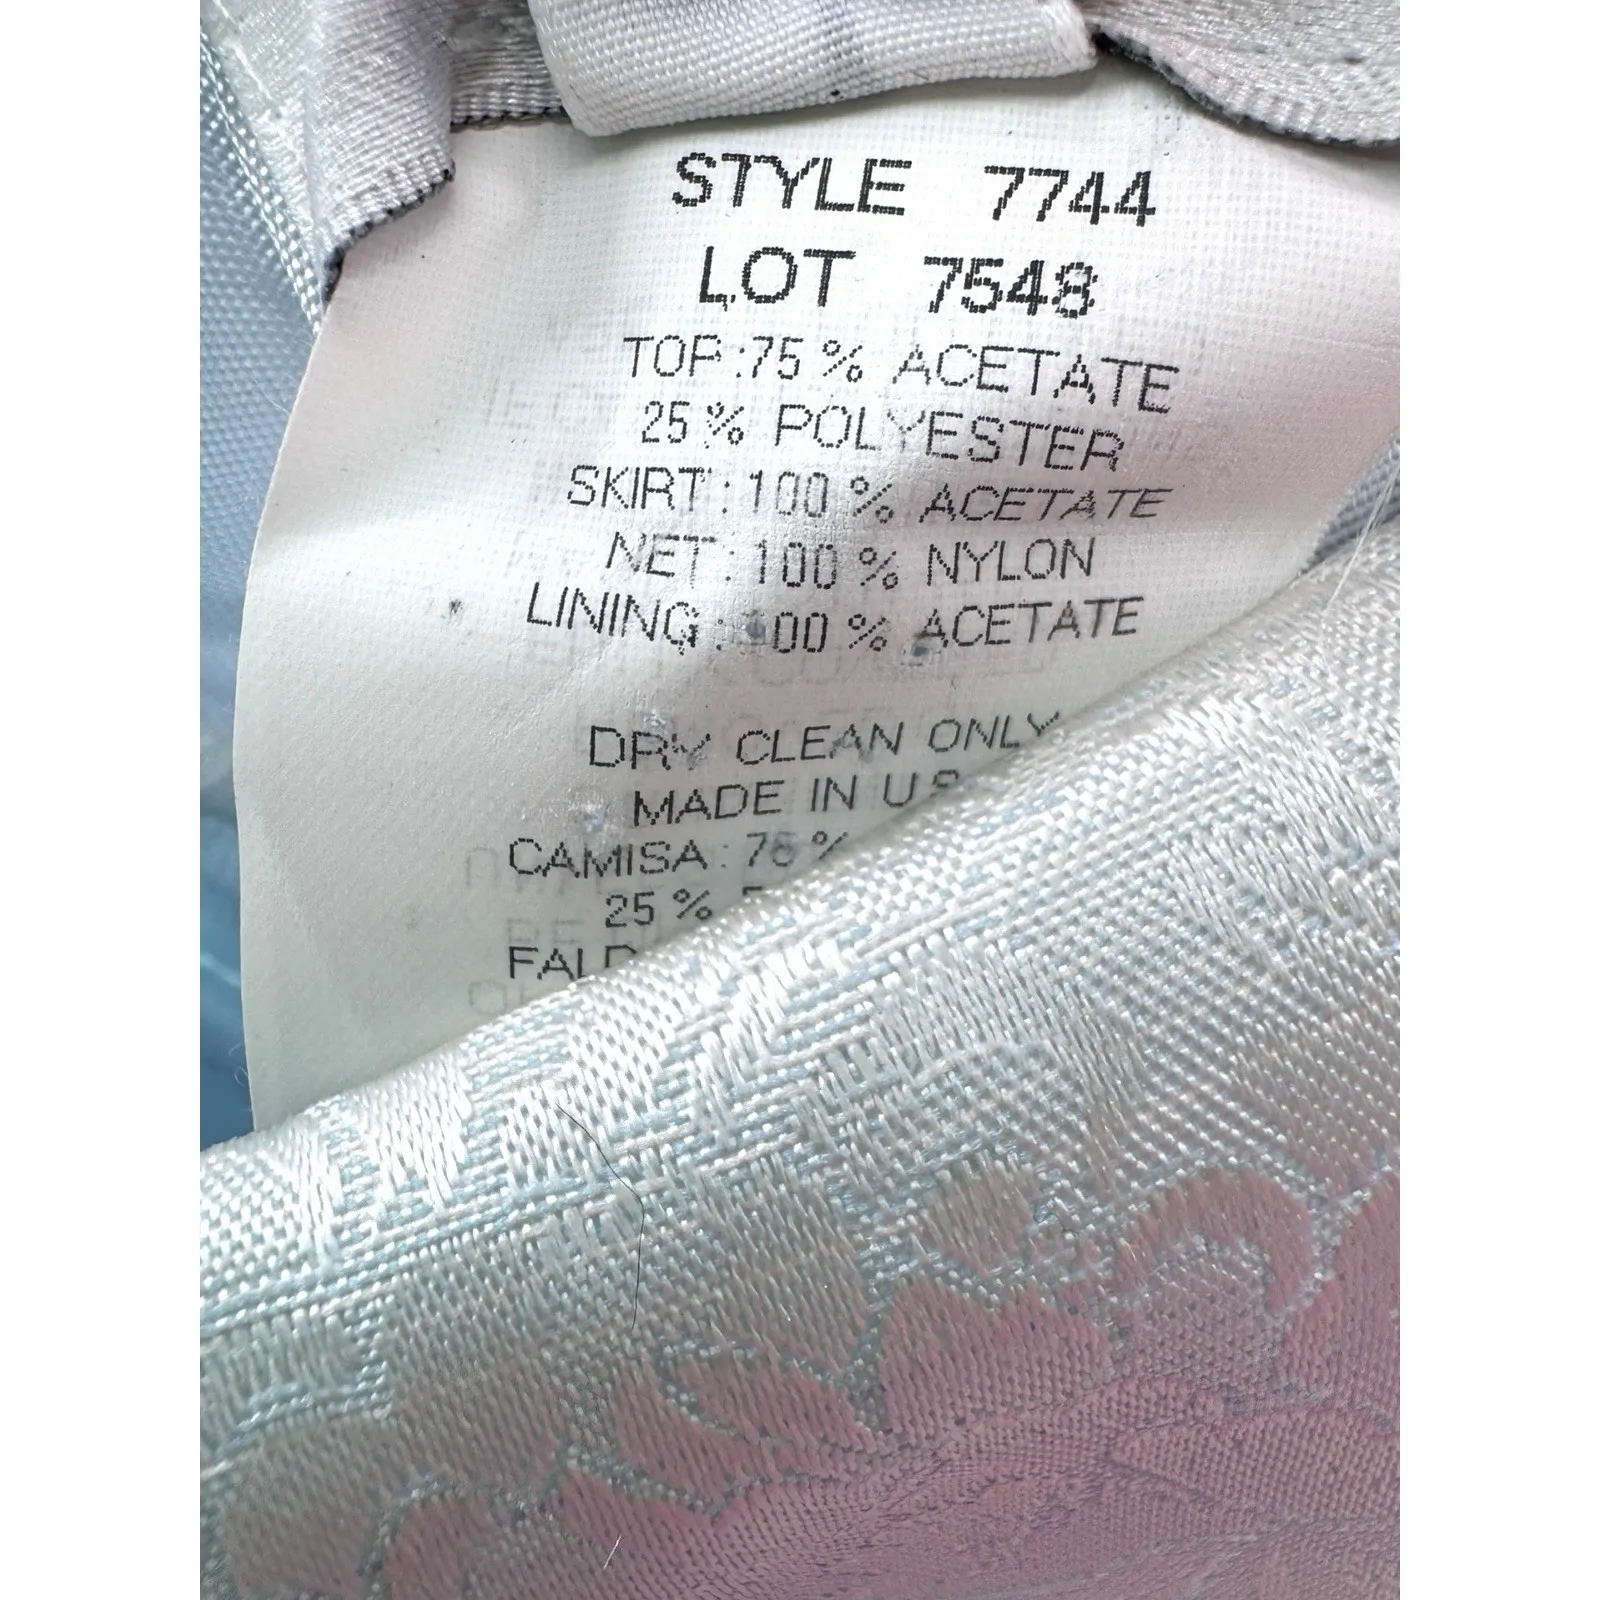 STYLE 7744
LOT 7548
TOP:75% ACETATE
25% POLYESTER
SKIRT: 100% ACETATE
NET: 100% NYLON
LINING: 100% ACETATE
DRY CLEAN ONLY
MADE IN U S
CAMISA: 75%
25%
FALD